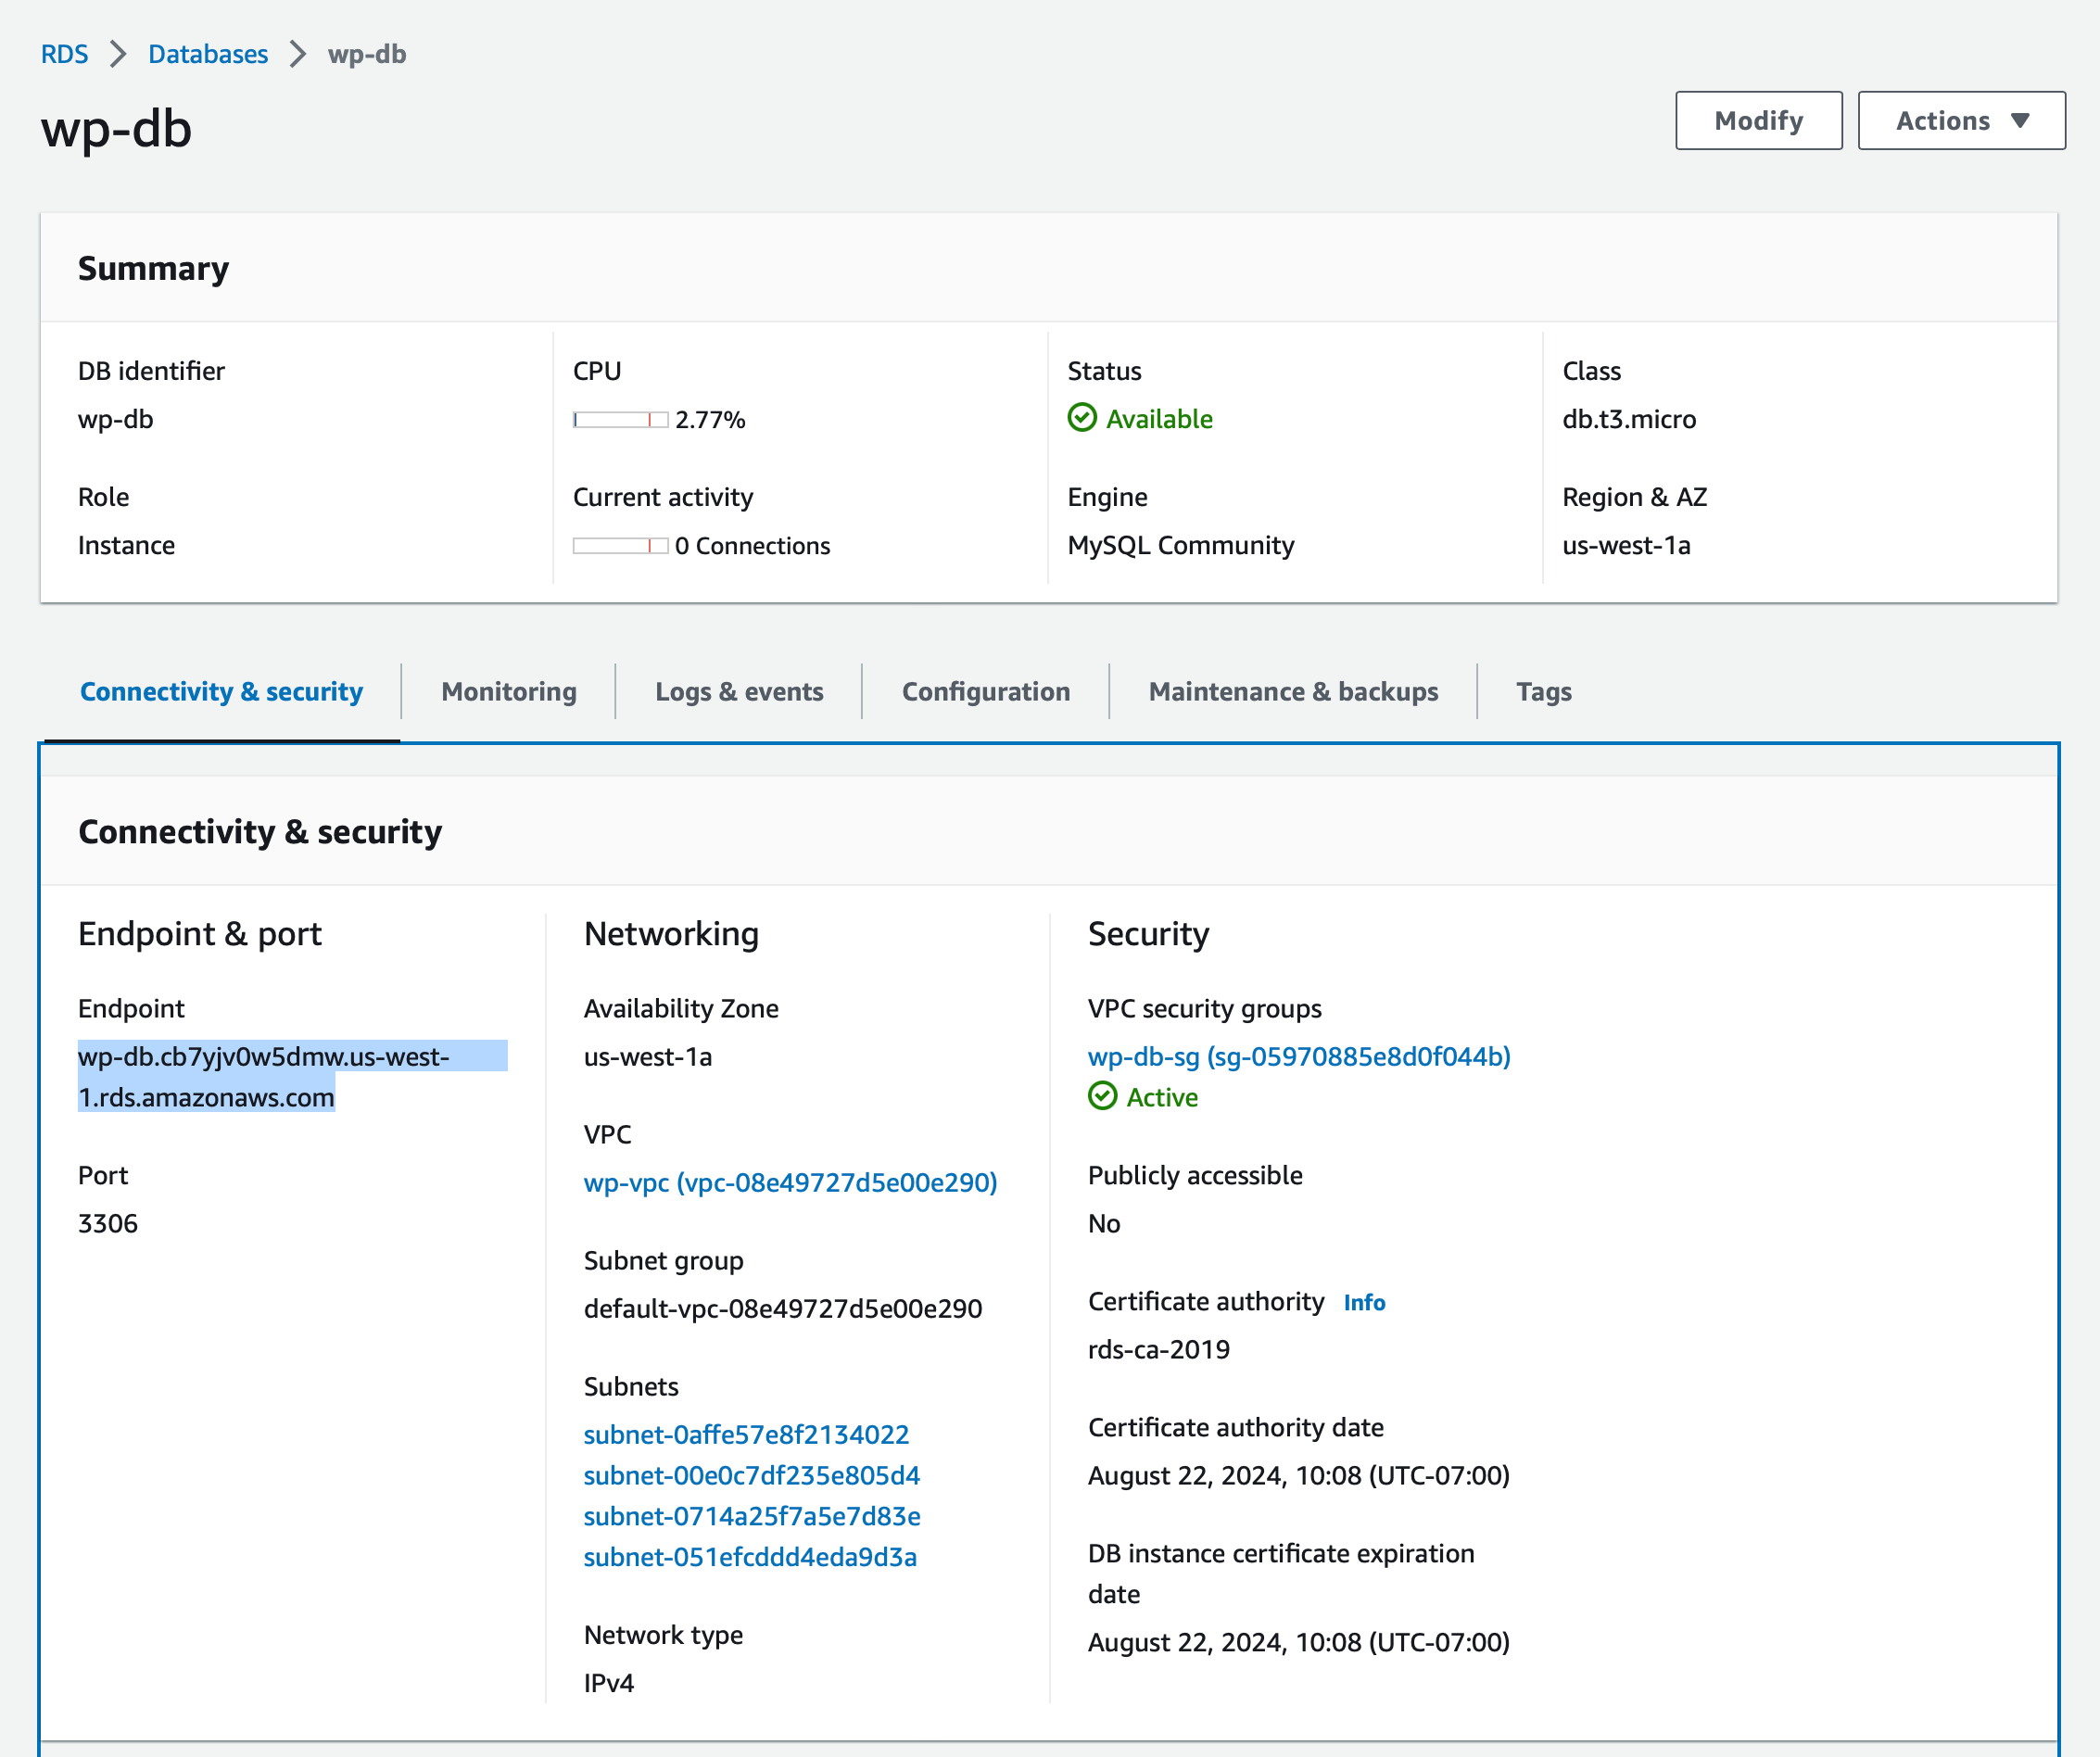 RDS > Databases > wp-db
wp-db
Modify
Actions
Summary
DB identifier
wp-db
CPU
2.77%
Status
Available
Class
db.t3.micro
Role
Instance
Current activity
0 Connections
Engine
MySQL Community
Region & AZ
us-west-1a
Connectivity & security
Monitoring
Logs & events
Configuration
Maintenance & backups
Tags
Connectivity & security
Endpoint & port
Endpoint
wp-db.cb7yjv0w5dmw.us-west-
1.rds.amazonaws.com
Port
3306
Networking
Availability Zone
us-west-1a
VPC
wp-vpc (vpc-08e49727d5e00e290)
Subnet group
default-vpc-08e49727d5e00e290
Subnets
subnet-0affe57e8f2134022
subnet-00e0c7df235e805d4
subnet-0714a25f7a5e7d83e
subnet-051efcddd4eda9d3a
Network type
IPv4
Security
VPC security groups
wp-db-sg (sg-05970885e8d0f044b)
Active
Publicly accessible
No
Certificate authority Info
rds-ca-2019
Certificate authority date
August 22, 2024, 10:08 (UTC-07:00)
DB instance certificate expiration
date
August 22, 2024, 10:08 (UTC-07:00)